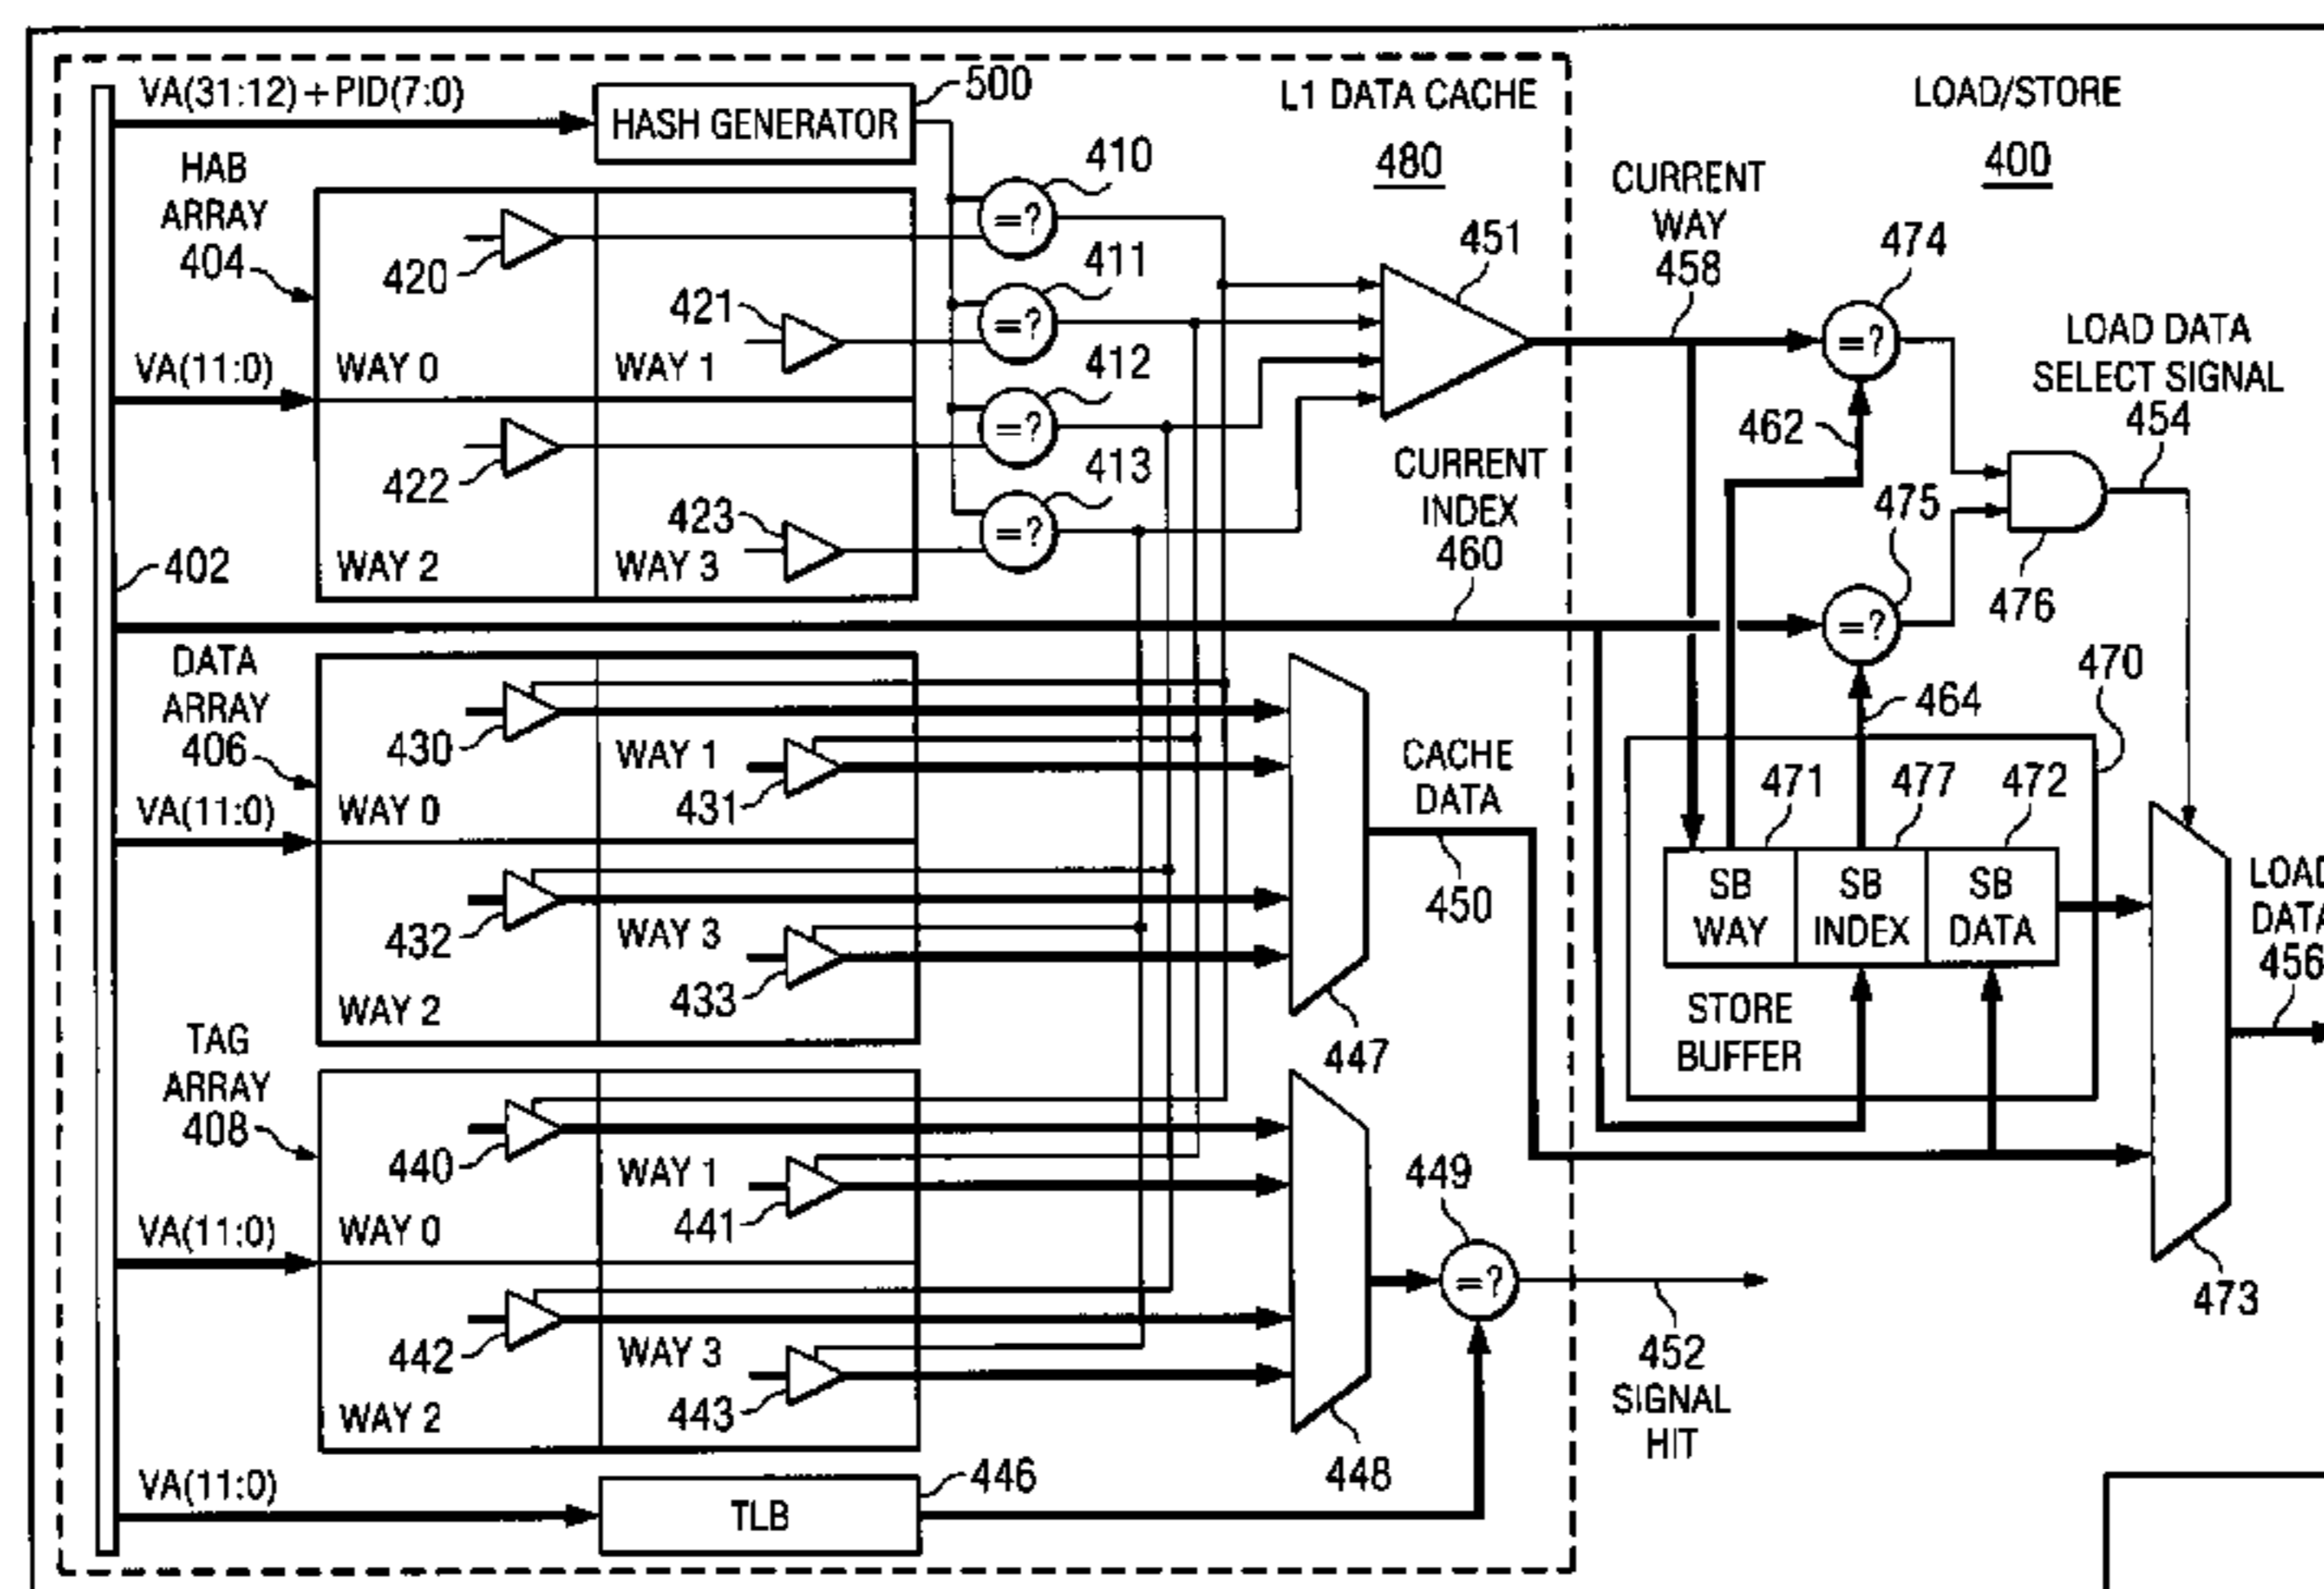 VA(31:12)+PID(7:0)
HASH GENERATOR
500
L1 DATA CACHE
480
LOAD/STORE
400
HAB
ARRAY
404
VA(11:0)
420
421
422
423
WAY 0
WAY 1
WAY 2
WAY 3
410
=?
411
=?
412
=?
413
=?
451
CURRENT
WAY
458
474
=?
462
LOAD DATA
SELECT SIGNAL
454
CURRENT
INDEX
460
475
=?
476
402
DATA
ARRAY
406
VA(11:0)
430
WAY 1
431
WAY 0
432
WAY 3
433
WAY 2
447
CACHE
DATA
450
464
470
471
477
472
SB
WAY
SB
INDEX
SB
DATA
STORE
BUFFER
LOAD
DATA
456
473
TAG
ARRAY
408
VA(11:0)
440
WAY 1
441
WAY 0
442
WAY 3
443
WAY 2
448
449
=?
452
SIGNAL
HIT
VA(11:0)
TLB
446